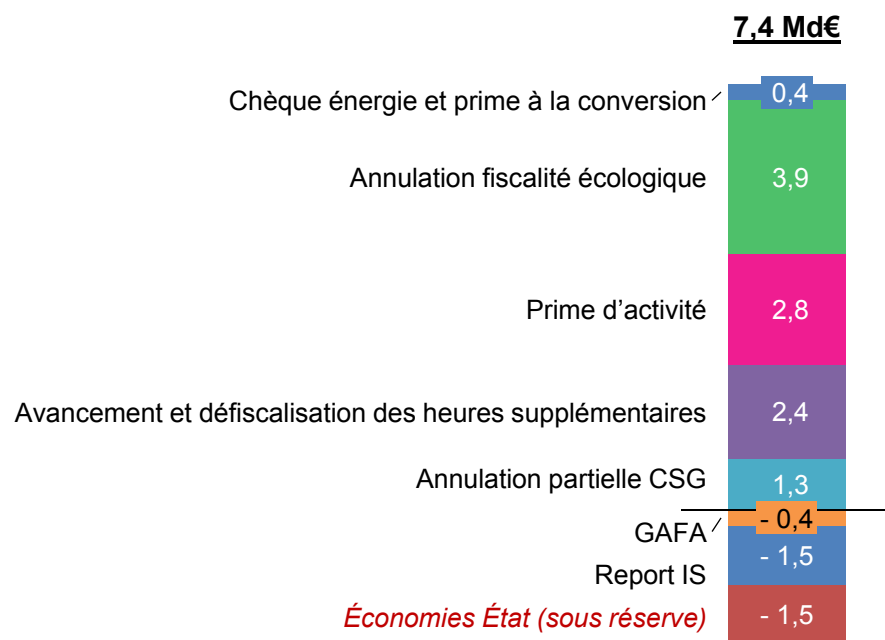 7,4 Md€
Chèque énergie et prime à la conversion 0,4
Annulation fiscalité écologique 3,9
Prime d’activité 2,8
Avancement et défiscalisation des heures supplémentaires 2,4
Annulation partielle CSG 1,3
GAFA - 0,4
Report IS - 1,5
Économies État (sous réserve) - 1,5